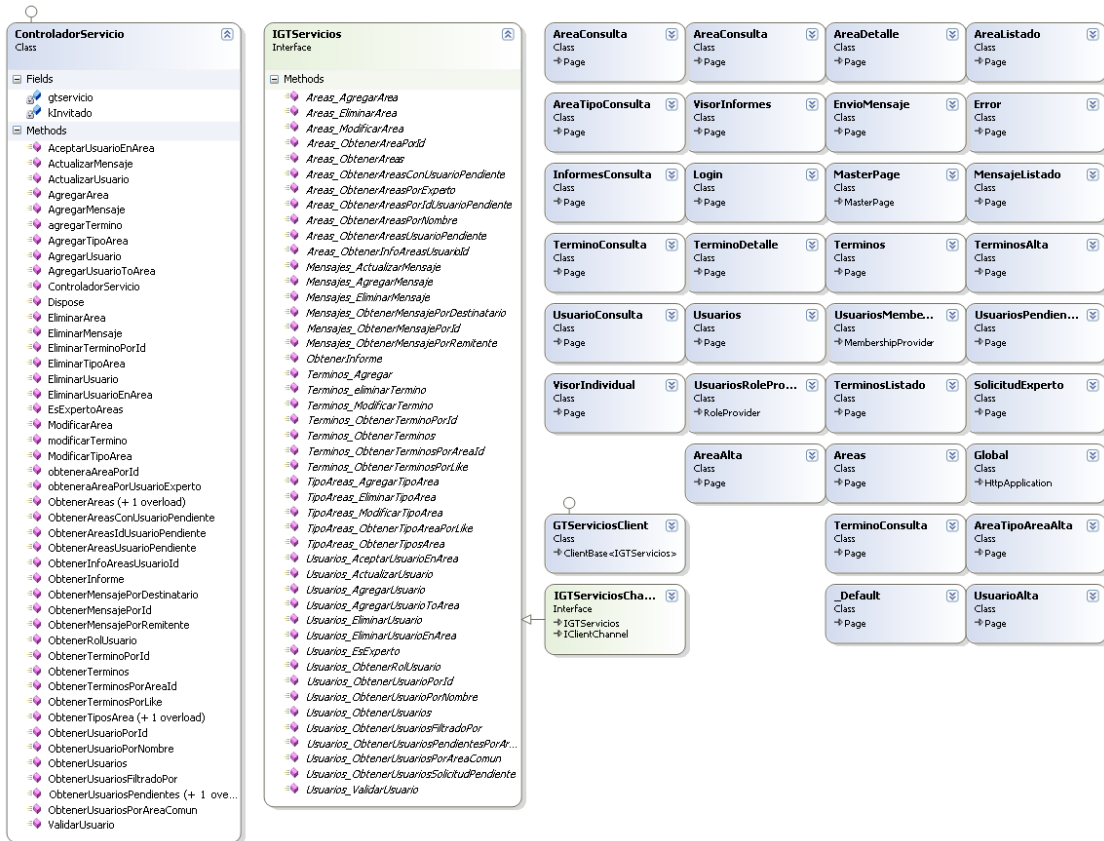 ControladorServicio
Class
Fields
gtservicio
kInvitado
Methods
AceptarUsuarioEnArea
ActualizarMensaje
ActualizarUsuario
AgregarArea
AgregarMensaje
agregarTermino
AgregarTipoArea
AgregarUsuario
AgregarUsuarioToArea
ControladorServicio
Dispose
EliminarArea
EliminarMensaje
EliminarTerminoPorId
EliminarTipoArea
EliminarUsuario
EliminarUsuarioEnArea
EsExpertoAreas
ModificarArea
modificarTermino
ModificarTipoArea
obteneraAreaPorId
obteneraAreaPorUsuarioExperto
ObtenerAreas (+ 1 overload)
ObtenerAreasConUsuarioPendiente
ObtenerAreasIdUsuarioPendiente
ObtenerAreasUsuarioPendiente
ObtenerInfoAreasUsuarioId
ObtenerInforme
ObtenerMensajePorDestinatario
ObtenerMensajePorId
ObtenerMensajePorRemitente
ObtenerRolUsuario
ObtenerTerminoPorId
ObtenerTerminos
ObtenerTerminosPorAreaId
ObtenerTerminosPorLike
ObtenerTiposArea (+ 1 overload)
ObtenerUsuarioPorId
ObtenerUsuarioPorNombre
ObtenerUsuarios
ObtenerUsuariosFiltradoPor
ObtenerUsuariosPendientes (+ 1 ove...
ObtenerUsuariosPorAreaComun
ValidarUsuario
IGTServicios
Interface
Methods
Areas_AgregarArea
Areas_EliminarArea
Areas_ModificarArea
Areas_ObtenerAreaPorId
Areas_ObtenerAreas
Areas_ObtenerAreasConUsuarioPendiente
Areas_ObtenerAreasPorExperto
Areas_ObtenerAreasPorIdUsuarioPendiente
Areas_ObtenerAreasPorNombre
Areas_ObtenerAreasUsuarioPendiente
Areas_ObtenerInfoAreasUsuarioId
Mensajes_ActualizarMensaje
Mensajes_AgregarMensaje
Mensajes_EliminarMensaje
Mensajes_ObtenerMensajePorDestinatario
Mensajes_ObtenerMensajePorId
Mensajes_ObtenerMensajePorRemitente
ObtenerInforme
Terminos_Agregar
Terminos_eliminarTermino
Terminos_ModificarTermino
Terminos_ObtenerTerminoPorId
Terminos_ObtenerTerminos
Terminos_ObtenerTerminosPorAreaId
Terminos_ObtenerTerminosPorLike
TipoAreas_AgregarTipoArea
TipoAreas_EliminarTipoArea
TipoAreas_ModificarTipoArea
TipoAreas_ObtenerTipoAreaPorLike
TipoAreas_ObtenerTiposArea
Usuarios_AceptarUsuarioEnArea
Usuarios_ActualizarUsuario
Usuarios_AgregarUsuario
Usuarios_AgregarUsuarioToArea
Usuarios_EliminarUsuario
Usuarios_EliminarUsuarioEnArea
Usuarios_EsExperto
Usuarios_ObtenerRolUsuario
Usuarios_ObtenerUsuarioPorId
Usuarios_ObtenerUsuarioPorNombre
Usuarios_ObtenerUsuarios
Usuarios_ObtenerUsuariosFiltradoPor
Usuarios_ObtenerUsuariosPendientesPorAr...
Usuarios_ObtenerUsuariosPorAreaComun
Usuarios_ObtenerUsuariosSolicitudPendiente
Usuarios_ValidarUsuario
AreaConsulta
Class
Page
AreaConsulta
Class
Page
AreaDetalle
Class
Page
AreaListado
Class
Page
AreaTipoConsulta
Class
Page
VisorInformes
Class
Page
EnvioMensaje
Class
Page
Error
Class
Page
InformesConsulta
Class
Page
Login
Class
Page
MasterPage
Class
MasterPage
MensajeListado
Class
Page
TerminoConsulta
Class
Page
TerminoDetalle
Class
Page
Terminos
Class
Page
TerminosAlta
Class
Page
UsuarioConsulta
Class
Page
Usuarios
Class
Page
UsuariosMembe...
Class
MembershipProvider
UsuariosPendien...
Class
Page
VisorIndividual
Class
Page
UsuariosRolePro...
Class
RoleProvider
TerminosListado
Class
Page
SolicitudExperto
Class
Page
AreaAlta
Class
Page
Areas
Class
Page
Global
Class
HttpApplication
GTServiciosClient
Class
ClientBase<IGTServicios>
TerminoConsulta
Class
Page
AreaTipoAreaAlta
Class
Page
IGTServiciosCha...
Interface
IGTServicios
IClientChannel
_Default
Class
Page
UsuarioAlta
Class
Page